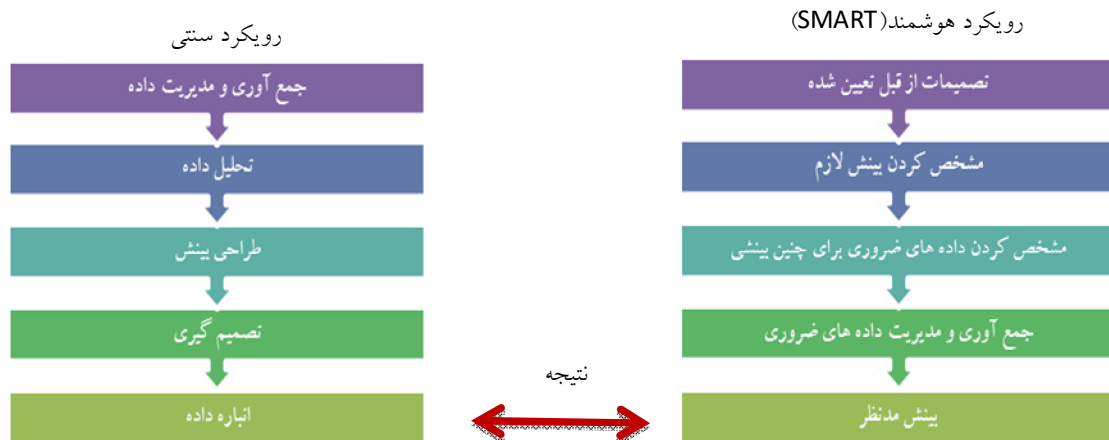 رویکرد هوشمند(SMART)
تصمیمات از قبل تعیین شده
مشخص کردن بینش لازم
مشخص کردن داده های ضروری برای چنین بینشی
جمع آوری و مدیریت داده های ضروری
بینش مدنظر
نتیجه
رویکرد سنتی
جمع آوری و مدیریت داده
تحلیل داده
طراحی بینش
تصمیم گیری
انباره داده